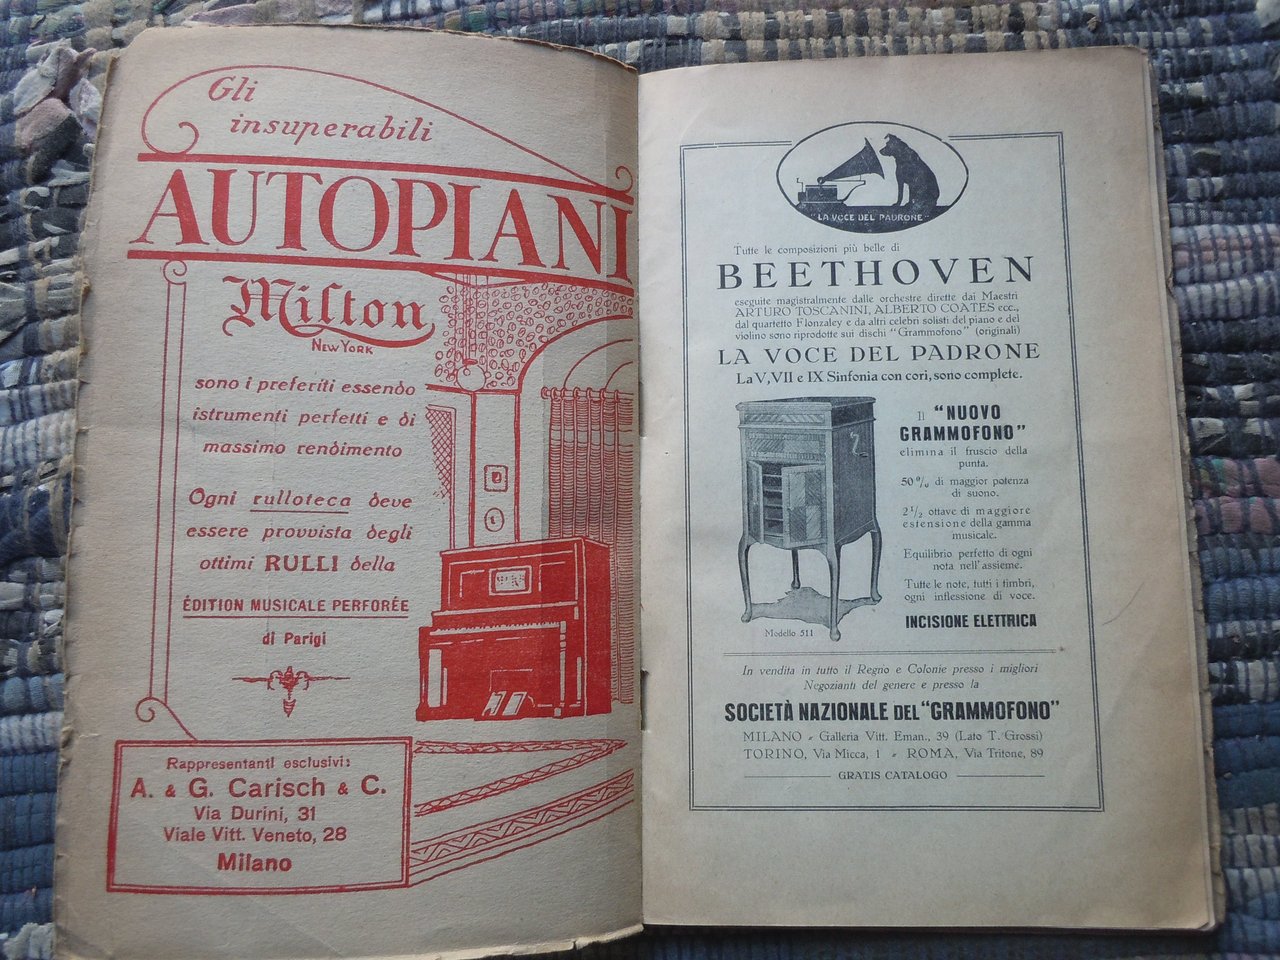 Gli
insuperabili
AUTOPIANI
Milton
NEW YORK
sono i preferiti essendo
istrumenti perfetti e di
massimo rendimento
Ogni rulloteca deve
essere provvista degli
ottimi RULLI della
ÉDITION MUSICALE PERFORÉE
di Parigi
Rappresentanti esclusivi:
A. & G. Carisch & C.
Via Durini, 31
Viale Vitt. Veneto, 28
Milano
"LA VOCE DEL PADRONE"
Tutte le composizioni più belle di
BEETHOVEN
eseguite magistralmente dalle orchestre dirette dai Maestri
ARTURO TOSCANINI, ALBERTO COATES ecc.,
dal quartetto Flonzaley e da altri celebri solisti del piano e del
violino sono riprodotte sui dischi "Grammofono" (originali)
LA VOCE DEL PADRONE
La V, VII e IX Sinfonia con cori, sono complete.
Il "NUOVO
GRAMMOFONO"
elimina il fruscio della
punta.
50% di maggior potenza
di suono.
2 1/2 ottave di maggiore
estensione della gamma
musicale.
Equilibrio perfetto di ogni
nota nell'assieme.
Tutte le note, tutti i timbri,
ogni inflessione di voce.
INCISIONE ELETTRICA
Modello 511
In vendita in tutto il Regno e Colonie presso i migliori
Negozianti del genere e presso la
SOCIETÀ NAZIONALE DEL "GRAMMOFONO"
MILANO - Galleria Vitt. Eman., 39 (Lato T. Grossi)
TORINO, Via Micca, 1 - ROMA, Via Tritone, 89
GRATIS CATALOGO